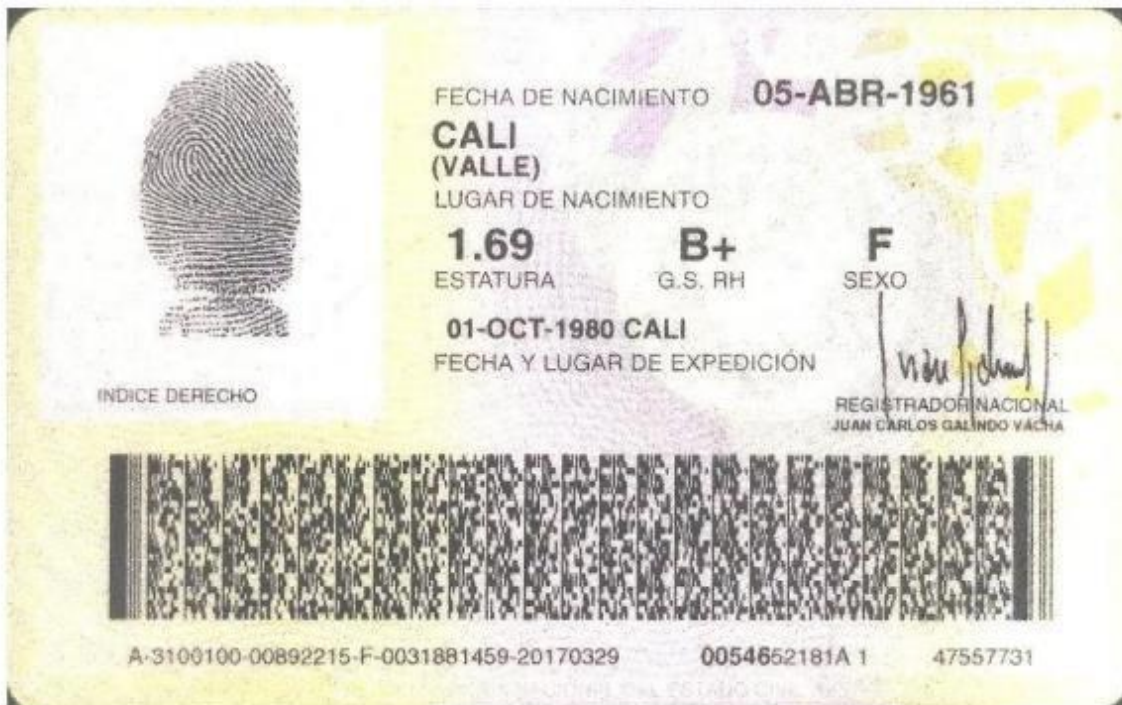 FECHA DE NACIMIENTO 05-ABR-1961
CALI
(VALLE)
LUGAR DE NACIMIENTO
1.69 B+ F
ESTATURA G.S. RH SEXO
01-OCT-1980 CALI
FECHA Y LUGAR DE EXPEDICIÓN
INDICE DERECHO
REGISTRADOR NACIONAL
JUAN CARLOS GALINDO VÁCHA
A-3100100-00892215-F-0031881459-20170329 0054652181A 1 47557731